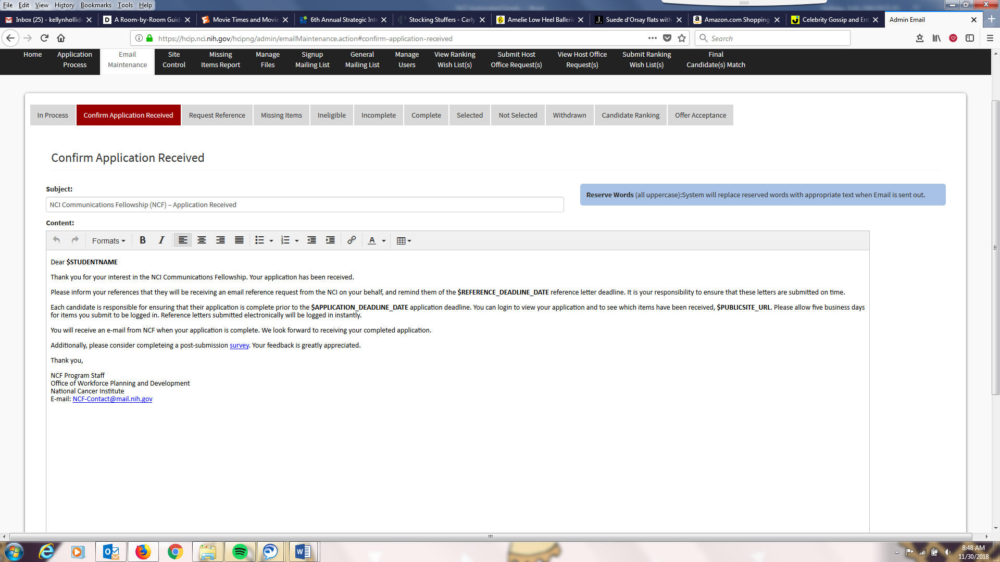 File Edit View History Bookmarks Tools Help
Inbox (25) - kellynhollida
A Room-by-Room Guid
Movie Times and Movie
6th Annual Strategic Inte
Stocking Stuffers - Carly
Amelie Low Heel Ballerin
Suede d'Orsay flats with
Amazon.com Shopping
Celebrity Gossip and Ent
Admin Email
https://hcip.nci.nih.gov/hcipng/admin/emailMaintenance.action#confirm-application-received
Search
Home
Application Process
Email Maintenance
Site Control
Missing Items Report
Manage Files
Signup Mailing List
General Mailing List
Manage Users
View Ranking Wish List(s)
Submit Host Office Request(s)
View Host Office Request(s)
Submit Ranking Wish List(s)
Final Candidate(s) Match
In Process
Confirm Application Received
Request Reference
Missing Items
Ineligible
Incomplete
Complete
Selected
Not Selected
Withdrawn
Candidate Ranking
Offer Acceptance
Confirm Application Received
Subject:
Reserve Words (all uppercase):System will replace reserved words with appropriate text when Email is sent out.
NCI Communications Fellowship (NCF) – Application Received
Content:
Formats B I A
Dear $STUDENTNAME
Thank you for your interest in the NCI Communications Fellowship. Your application has been received.
Please inform your references that they will be receiving an email reference request from the NCI on your behalf, and remind them of the $REFERENCE_DEADLINE_DATE reference letter deadline. It is your responsibility to ensure that these letters are submitted on time.
Each candidate is responsible for ensuring that their application is complete prior to the $APPLICATION_DEADLINE_DATE application deadline. You can login to view your application and to see which items have been received, $PUBLICSITE_URL. Please allow five business days
for items you submit to be logged in. Reference letters submitted electronically will be logged in instantly.
You will receive an e-mail from NCF when your application is complete. We look forward to receiving your completed application.
Additionally, please consider completeing a post-submission survey. Your feedback is greatly appreciated.
Thank you,
NCF Program Staff
Office of Workforce Planning and Development
National Cancer Institute
E-mail: NCF-Contact@mail.nih.gov
8:48 AM
11/30/2018